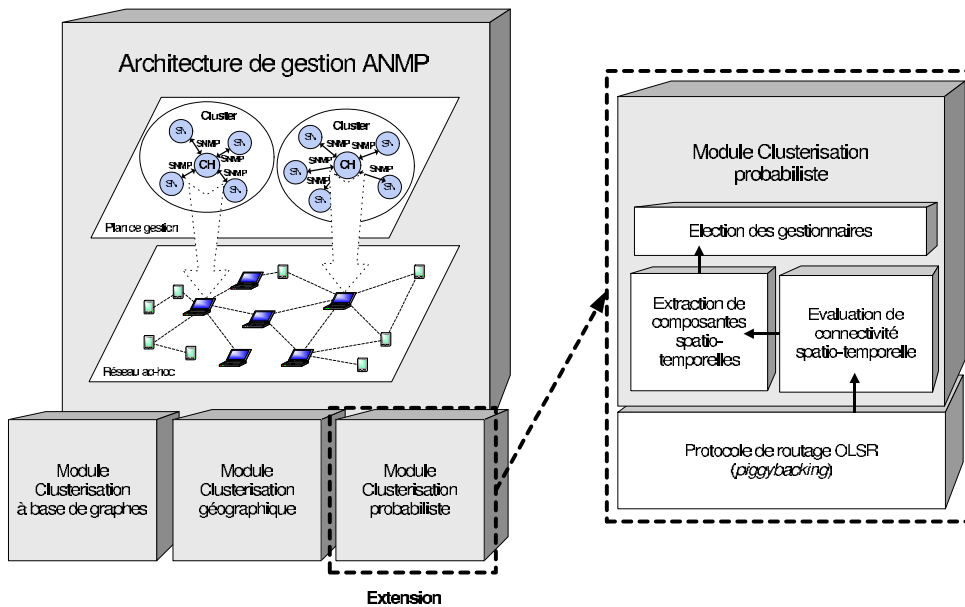 Architecture de gestion ANMP
Cluster
SN
SN
SNMP
SNMP
CH
SNMP
SNMP
SN
SN
Cluster
SN
SN
SNMP
SNMP
SN
CH
SNMP
SNMP
SNMP
SN
SN
Plan de gestion
Réseau ad-hoc
Module
Clusterisation
à base de graphes
Module
Clusterisation
géographique
Module
Clusterisation
probabiliste
Extension
Module Clusterisation
probabiliste
Election des gestionnaires
Extraction de
composantes
spatio-
temporelles
Evaluation de
connectivité
spatio-temporelle
Protocole de routage OLSR
(piggybacking)